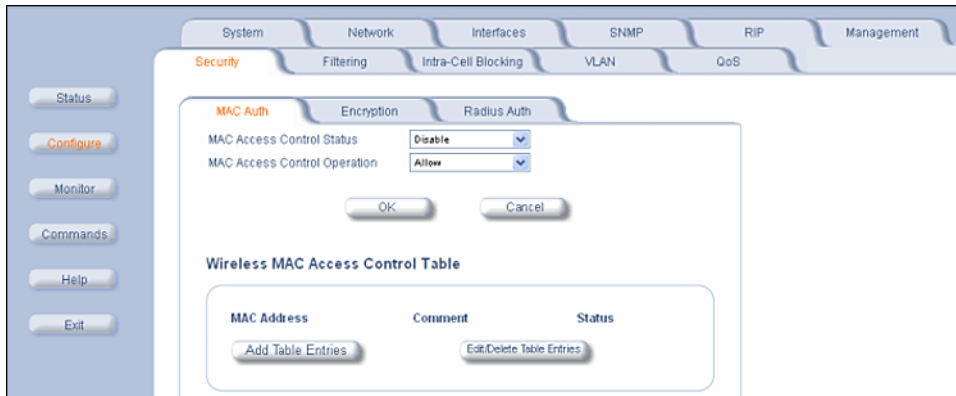 System Network Interfaces SNMP RIP Management
Security Filtering Intra-Cell Blocking VLAN QoS
Status
Configure
Monitor
Commands
Help
Exit
MAC Auth Encryption Radius Auth
MAC Access Control Status Disable
MAC Access Control Operation Allow
OK Cancel
Wireless MAC Access Control Table
MAC Address Comment Status
Add Table Entries Edit/Delete Table Entries